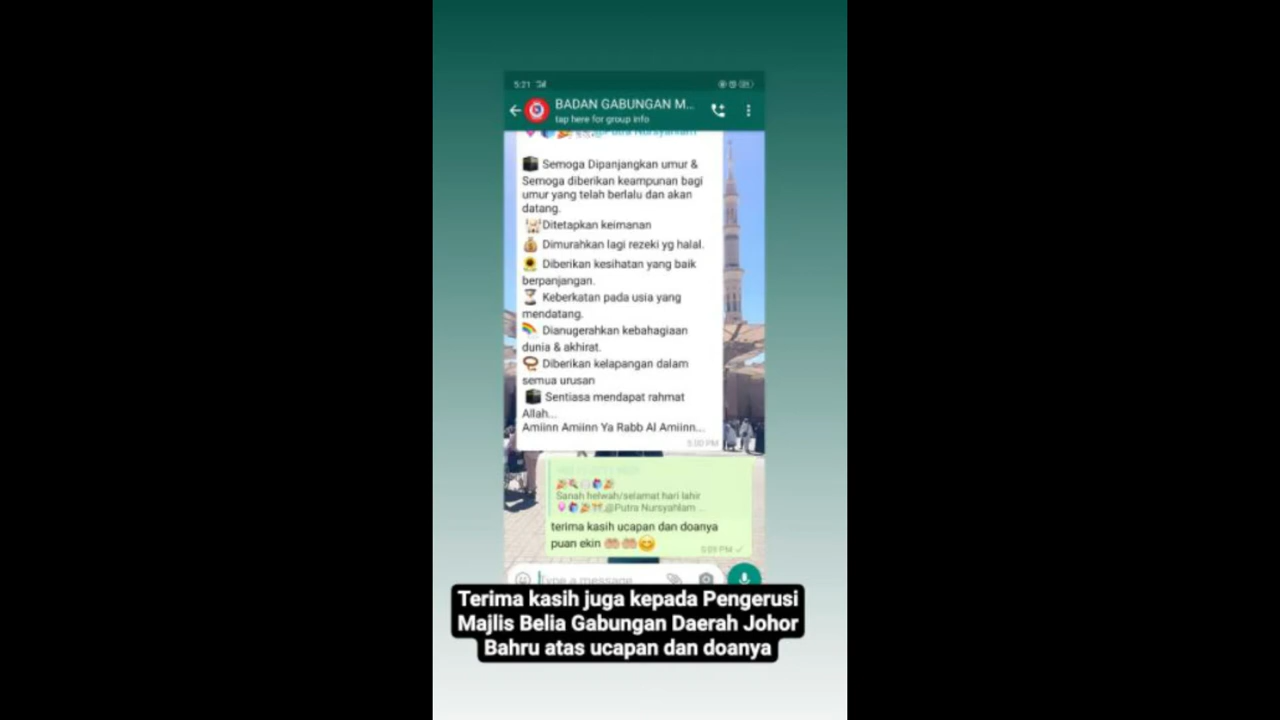 5:21
BADAN GABUNGAN M...
tap here for group info
@Putra Nursyahlam
Semoga Dipanjangkan umur &
Semoga diberikan keampunan bagi
umur yang telah berlalu dan akan
datang.
Ditetapkan keimanan
Dimurahkan lagi rezeki yg halal.
Diberikan kesihatan yang baik
berpanjangan.
Keberkatan pada usia yang
mendatang.
Dianugerahkan kebahagiaan
dunia & akhirat.
Diberikan kelapangan dalam
semua urusan
Sentiasa mendapat rahmat
Allah...
Amiinn Amiinn Ya Rabb Al Amiinn...
5:00 PM
Sanah helwah/selamat hari lahir
@Putra Nursyahlam ...
terima kasih ucapan dan doanya
puan ekin
5:09 PM
Type a message
Terima kasih juga kepada Pengerusi
Majlis Belia Gabungan Daerah Johor
Bahru atas ucapan dan doanya